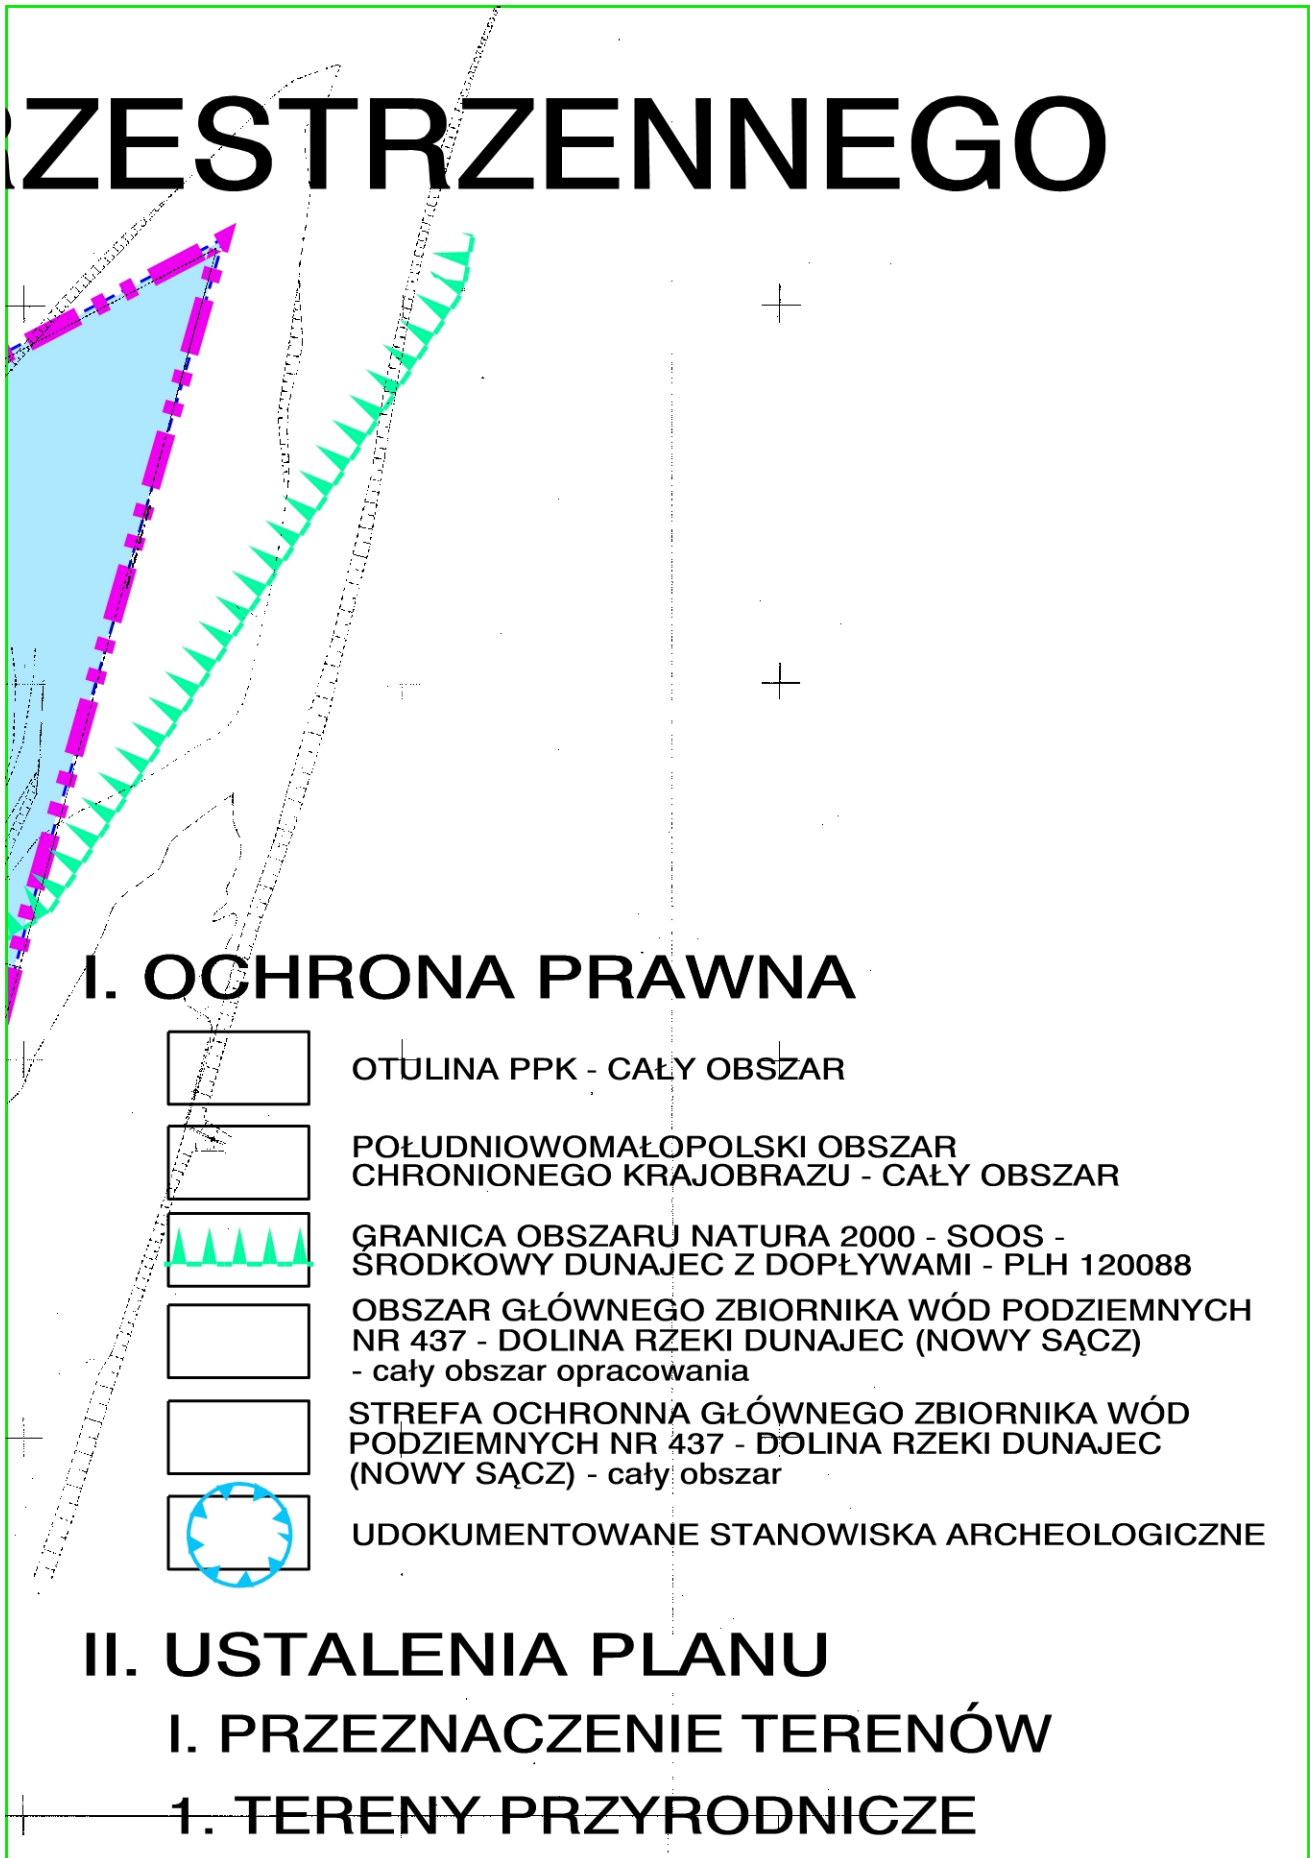 RZESTRZENNEGO
I. OCHRONA PRAWNA
OTULINA PPK - CAŁY OBSZAR
POŁUDNIOWOMAŁOPOLSKI OBSZAR
CHRONIONEGO KRAJOBRAZU - CAŁY OBSZAR
GRANICA OBSZARU NATURA 2000 - SOOS -
ŚRODKOWY DUNAJEC Z DOPŁYWAMI - PLH 120088
OBSZAR GŁÓWNEGO ZBIORNIKA WÓD PODZIEMNYCH
NR 437 - DOLINA RZEKI DUNAJEC (NOWY SĄCZ)
- cały obszar opracowania
STREFA OCHRONNA GŁÓWNEGO ZBIORNIKA WÓD
PODZIEMNYCH NR 437 - DOLINA RZEKI DUNAJEC
(NOWY SĄCZ) - cały obszar
UDOKUMENTOWANE STANOWISKA ARCHEOLOGICZNE
II. USTALENIA PLANU
I. PRZEZNACZENIE TERENÓW
1. TERENY PRZYRODNICZE